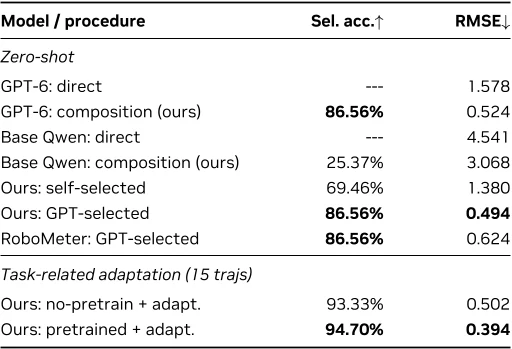 Model / procedure Sel. acc.↑ RMSE↓
Zero-shot
GPT-6: direct --- 1.578
GPT-6: composition (ours) 86.56% 0.524
Base Qwen: direct --- 4.541
Base Qwen: composition (ours) 25.37% 3.068
Ours: self-selected 69.46% 1.380
Ours: GPT-selected 86.56% 0.494
RoboMeter: GPT-selected 86.56% 0.624
Task-related adaptation (15 trajs)
Ours: no-pretrain + adapt. 93.33% 0.502
Ours: pretrained + adapt. 94.70% 0.394